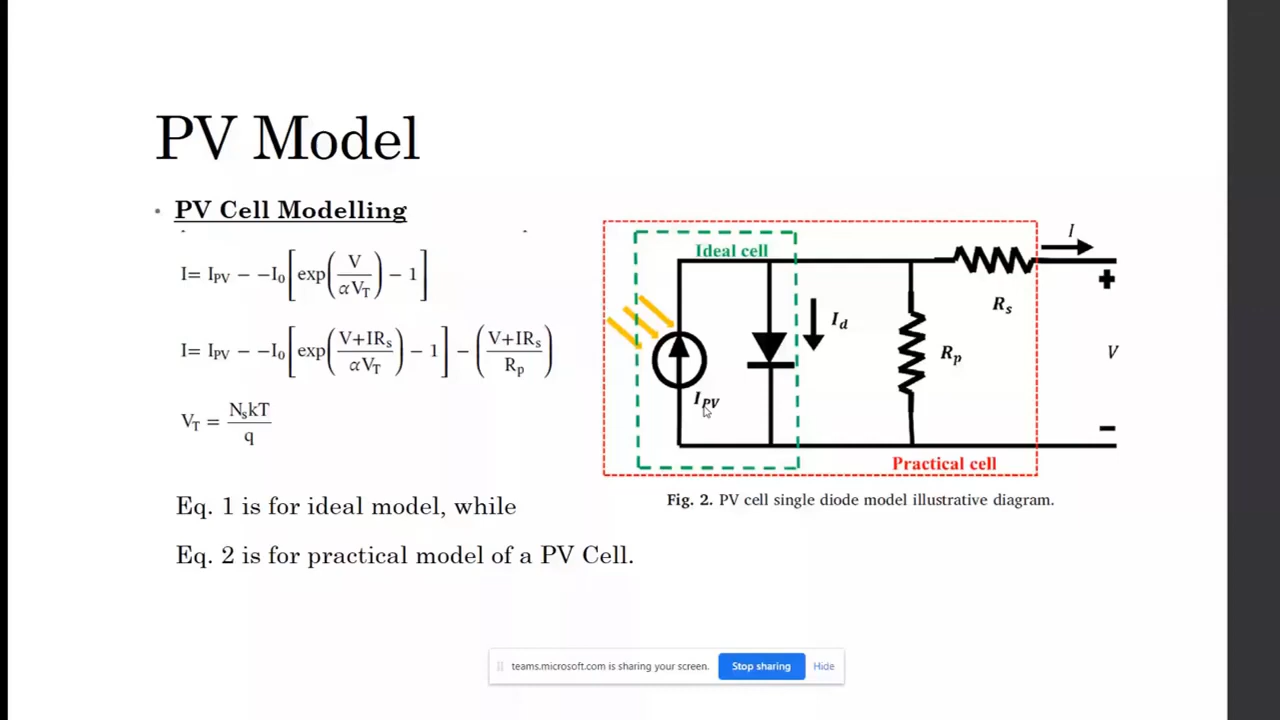 PV Model
• PV Cell Modelling
I= I_PV − −I_0[exp(V/αV_T) − 1]
I= I_PV − −I_0[exp((V+IR_s)/αV_T) − 1] − ((V+IR_s)/R_p)
V_T = N_skT/q
Eq. 1 is for ideal model, while
Eq. 2 is for practical model of a PV Cell.
Ideal cell
I
R_s
I_d
R_p
V
I_PV
+
−
Practical cell
Fig. 2. PV cell single diode model illustrative diagram.
teams.microsoft.com is sharing your screen. Stop sharing Hide